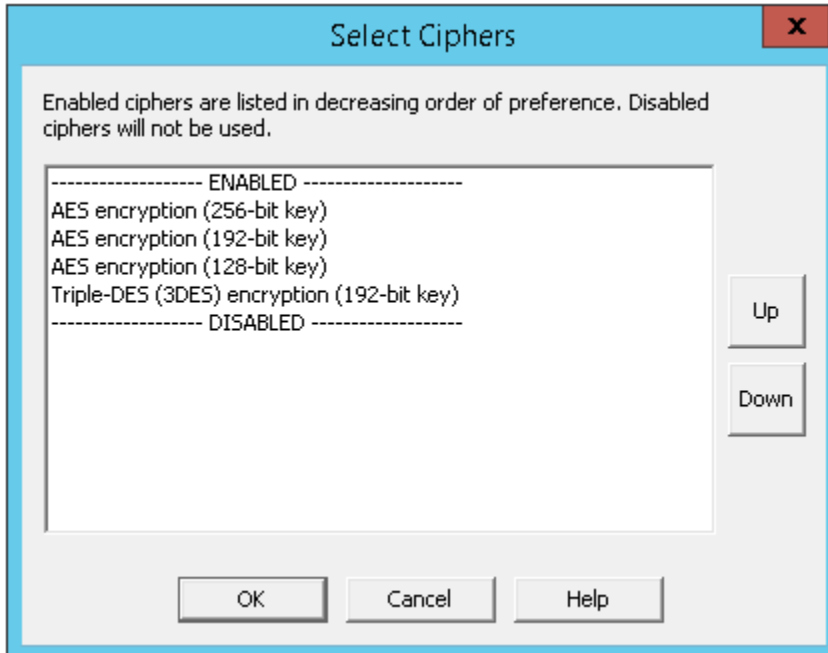 Select Ciphers
x
Enabled ciphers are listed in decreasing order of preference. Disabled
ciphers will not be used.
------------------- ENABLED --------------------
AES encryption (256-bit key)
AES encryption (192-bit key)
AES encryption (128-bit key)
Triple-DES (3DES) encryption (192-bit key)
------------------- DISABLED -------------------
Up
Down
OK
Cancel
Help